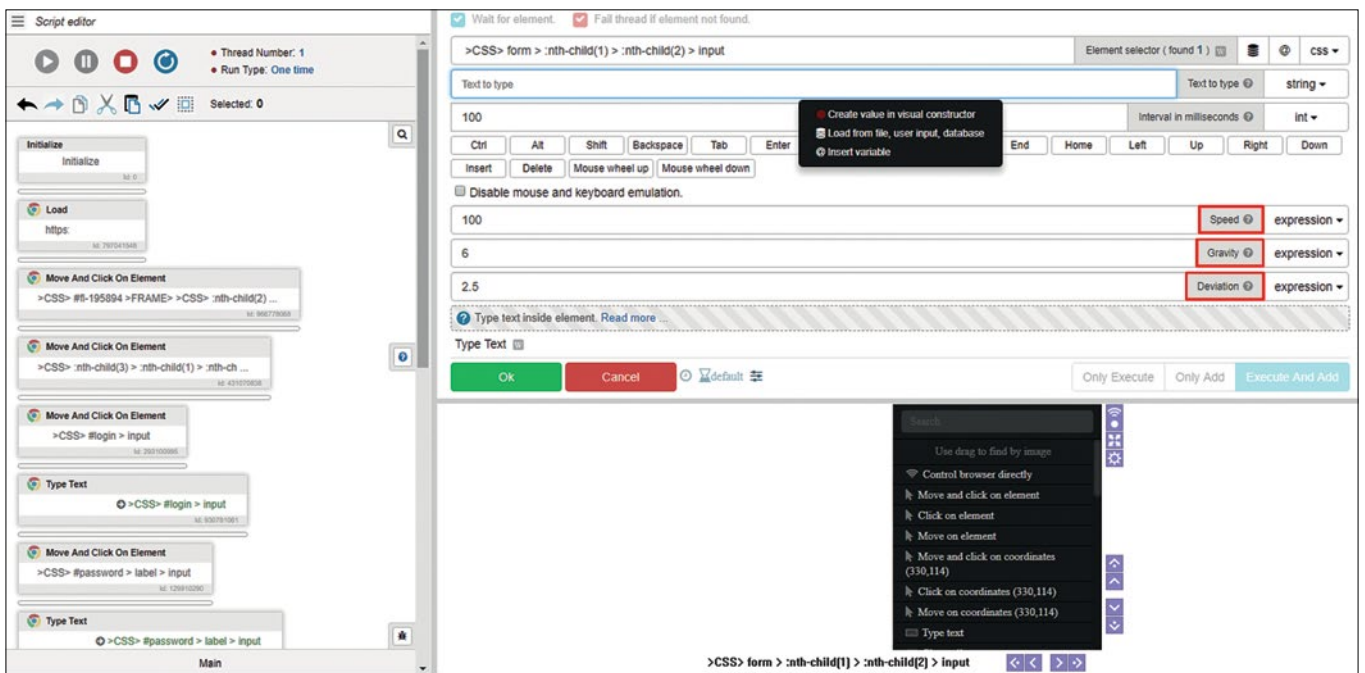 Script editor
Thread Number: 1
Run Type: One time
Selected: 0
Initialize
Initialize
Id: 0
Load
https:
Id: 797041948
Move And Click On Element
>CSS> #fl-195894 >FRAME> >CSS> :nth-child(2) ...
Move And Click On Element
>CSS> :nth-child(3) > :nth-child(1) > :nth-ch ...
Move And Click On Element
>CSS> #login > input
Type Text
>CSS> #login > input
Move And Click On Element
>CSS> #password > label > input
Type Text
>CSS> #password > label > input
Main
Wait for element. Fail thread if element not found.
>CSS> form > :nth-child(1) > :nth-child(2) > input Element selector ( found 1 ) css
Text to type Text to type string
100 Interval in milliseconds int
Create value in visual constructor
Load from file, user input, database
Insert variable
Ctrl Alt Shift Backspace Tab Enter End Home Left Up Right Down
Insert Delete Mouse wheel up Mouse wheel down
Disable mouse and keyboard emulation.
100 Speed expression
6 Gravity expression
2.5 Deviation expression
Type text inside element. Read more ...
Type Text
Ok Cancel default Only Execute Only Add Execute And Add
Search
Use drag to find by image
Control browser directly
Move and click on element
Click on element
Move on element
Move and click on coordinates
(330,114)
Click on coordinates (330,114)
Move on coordinates (330,114)
Type text
>CSS> form > :nth-child(1) > :nth-child(2) > input